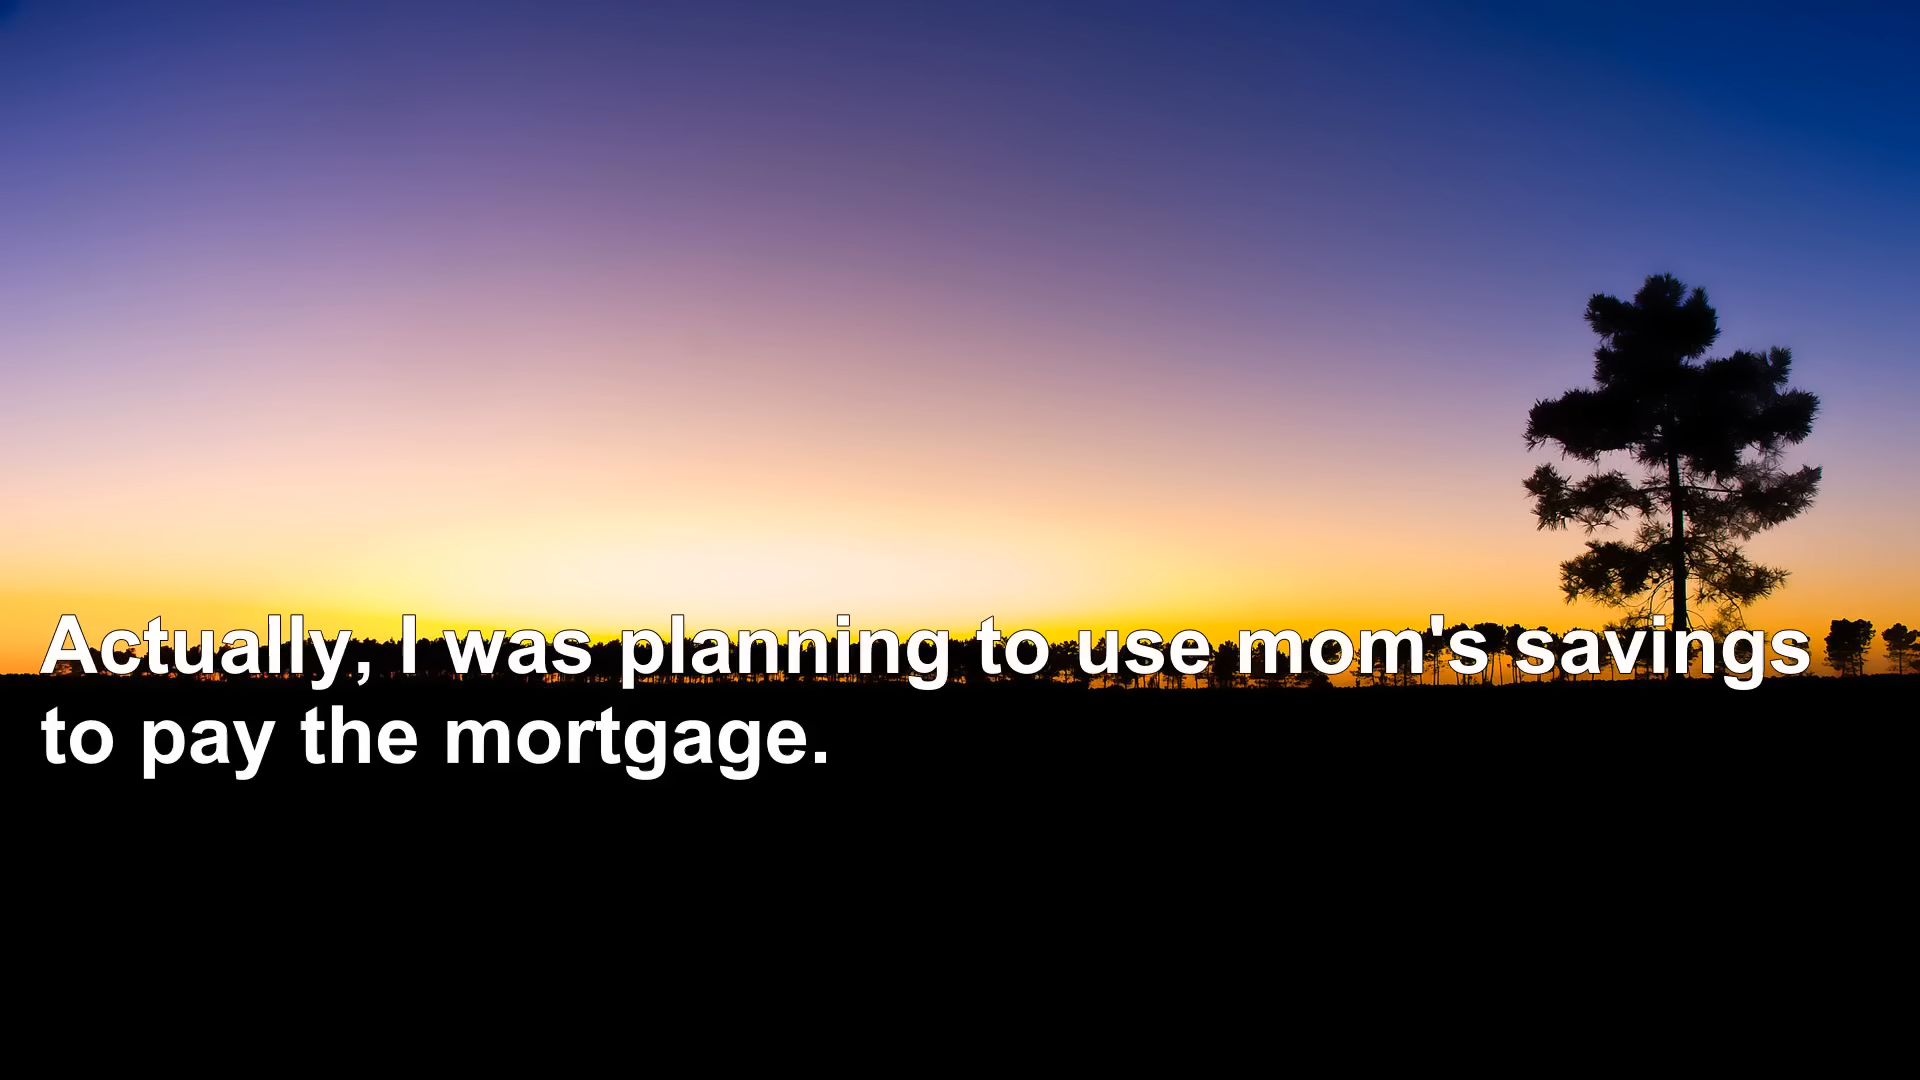 Actually, I was planning to use mom's savings
to pay the mortgage.